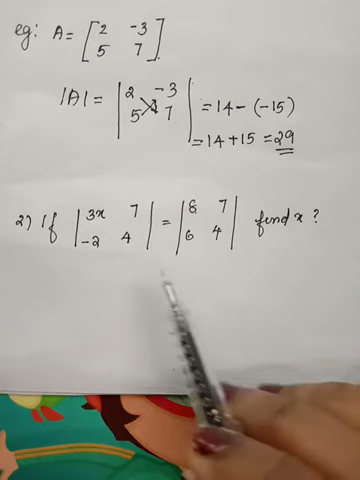 eg: A = [2 -3
5 7].
|A| = |2 -3
5 7| = 14 - (-15)
= 14 + 15 = 29
2) If |3x 7
-2 4| = |8 7
6 4| find x ?